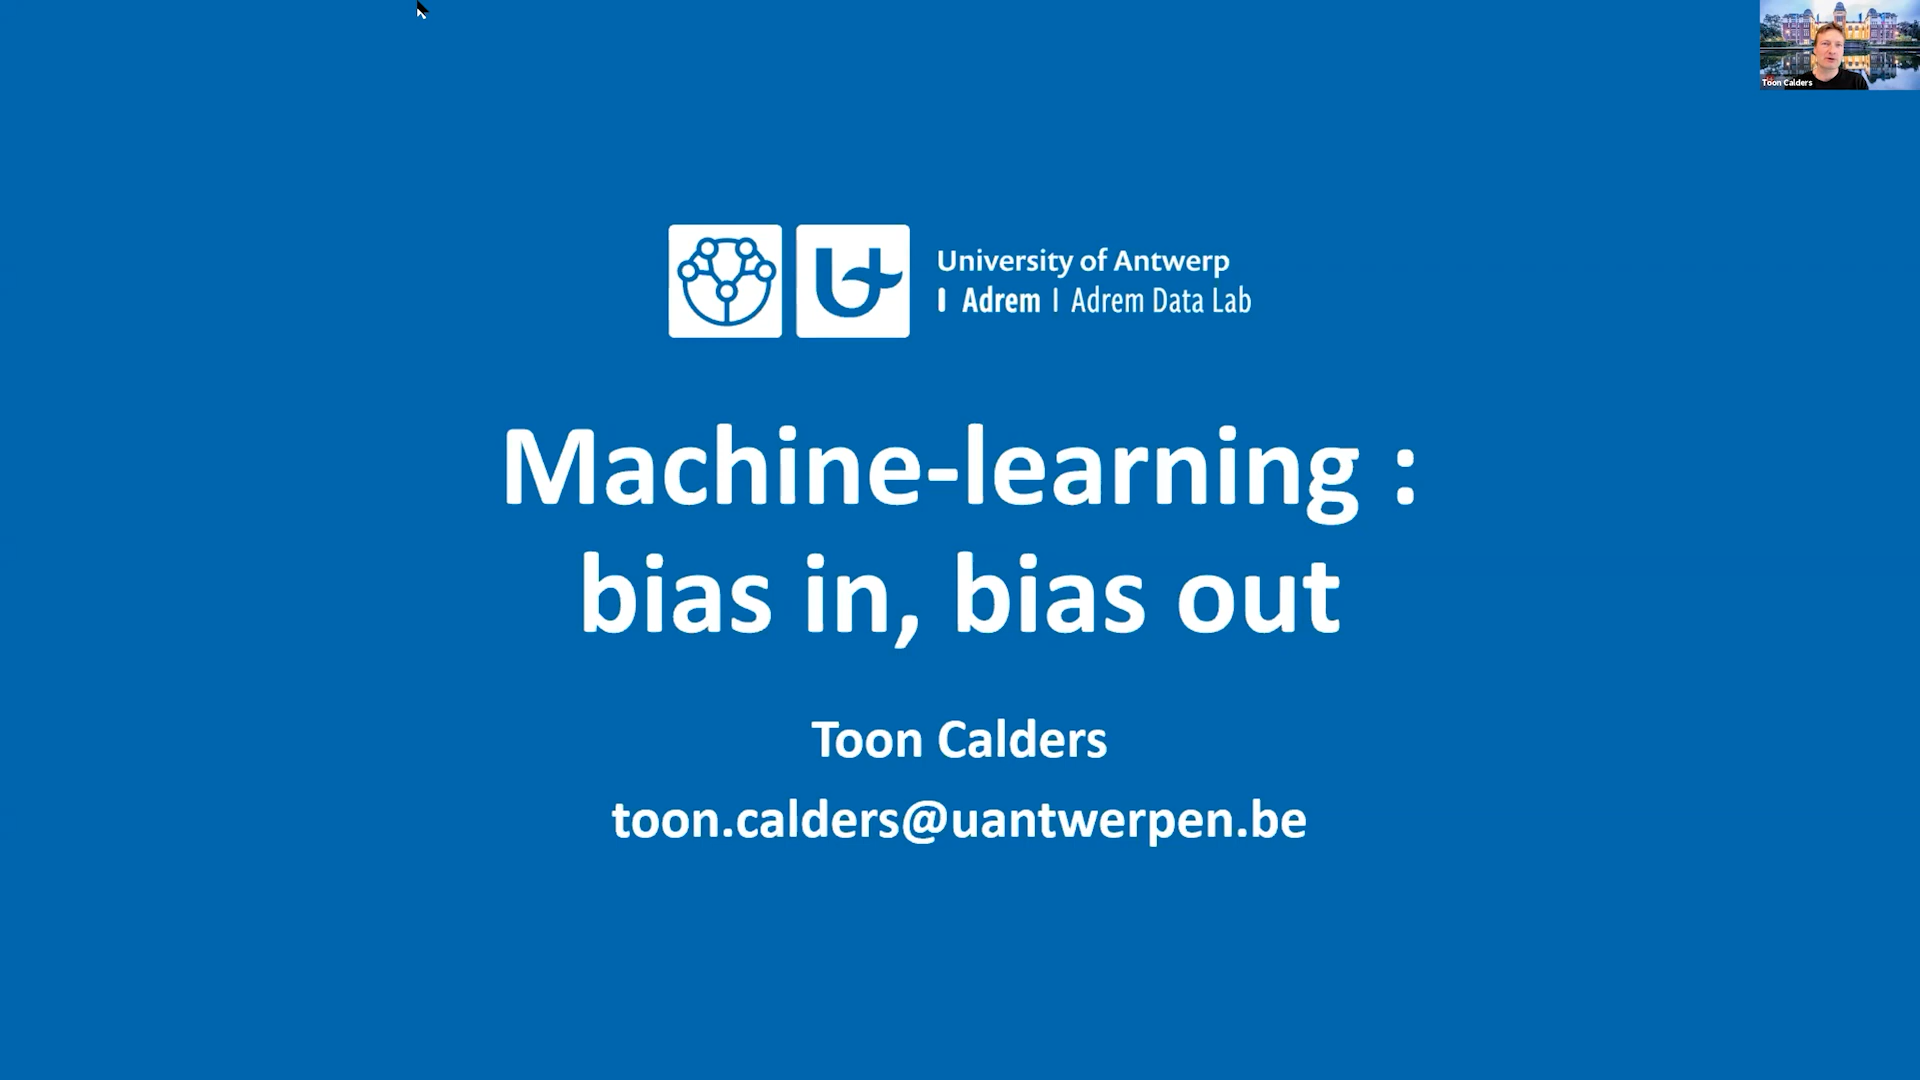 Toon Calders
University of Antwerp
I Adrem I Adrem Data Lab
Machine-learning :
bias in, bias out
Toon Calders
toon.calders@uantwerpen.be